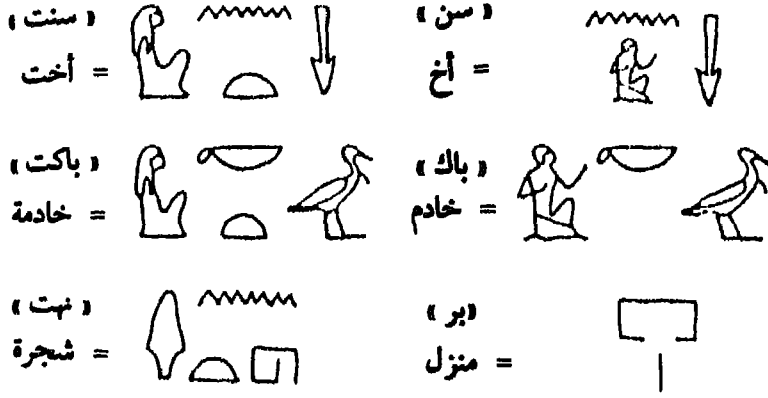 « سن »
= أخ
« سنت »
= أخت
« باك »
= خادم
« باكت »
= خادمة
« بر »
= منزل
« نهت »
= شجرة